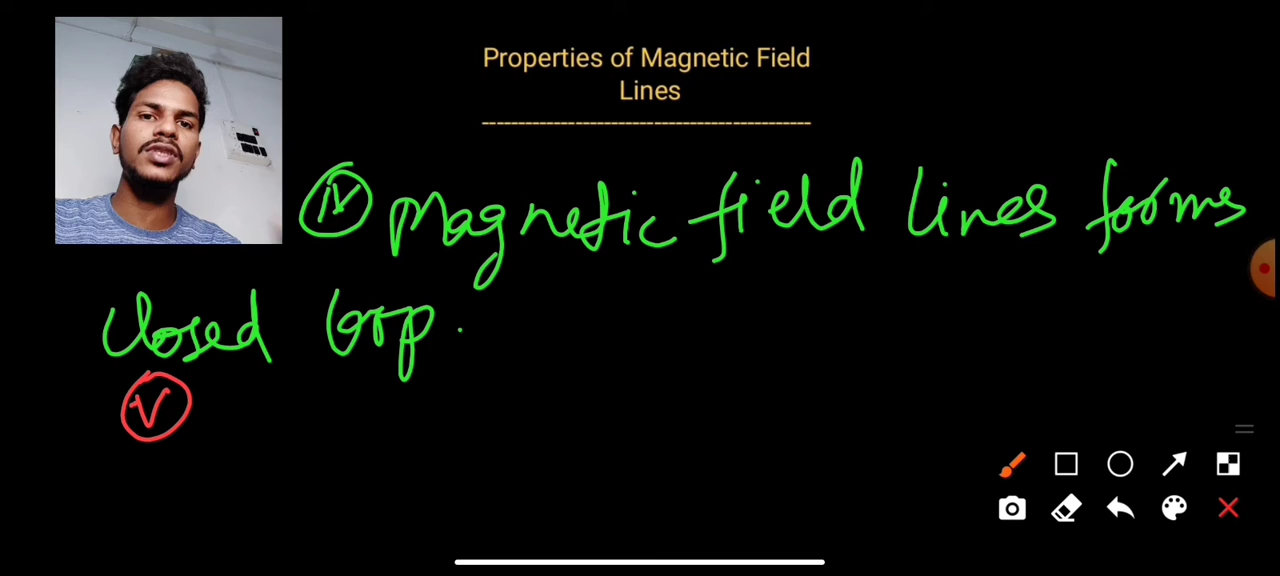 Properties of Magnetic Field
Lines
---------------------------------------------
(iv) Magnetic field lines forms
closed loop.
(v)